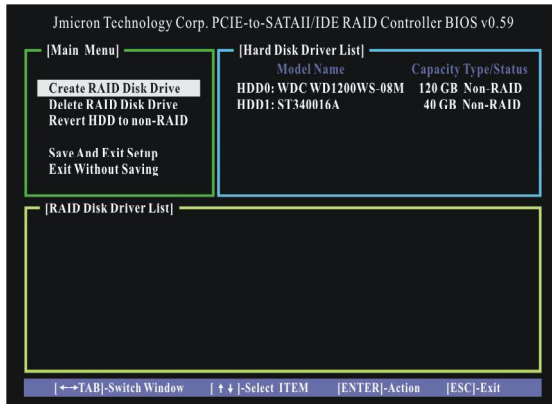 Jmicron Technology Corp. PCIE-to-SATAII/IDE RAID Controller BIOS v0.59
[Main Menu]
Create RAID Disk Drive
Delete RAID Disk Drive
Revert HDD to non-RAID
Save And Exit Setup
Exit Without Saving
[Hard Disk Driver List]
Model Name Capacity Type/Status
HDD0: WDC WD1200WS-08M 120 GB Non-RAID
HDD1: ST340016A 40 GB Non-RAID
[RAID Disk Driver List]
[←→TAB]-Switch Window [↑↓]-Select ITEM [ENTER]-Action [ESC]-Exit